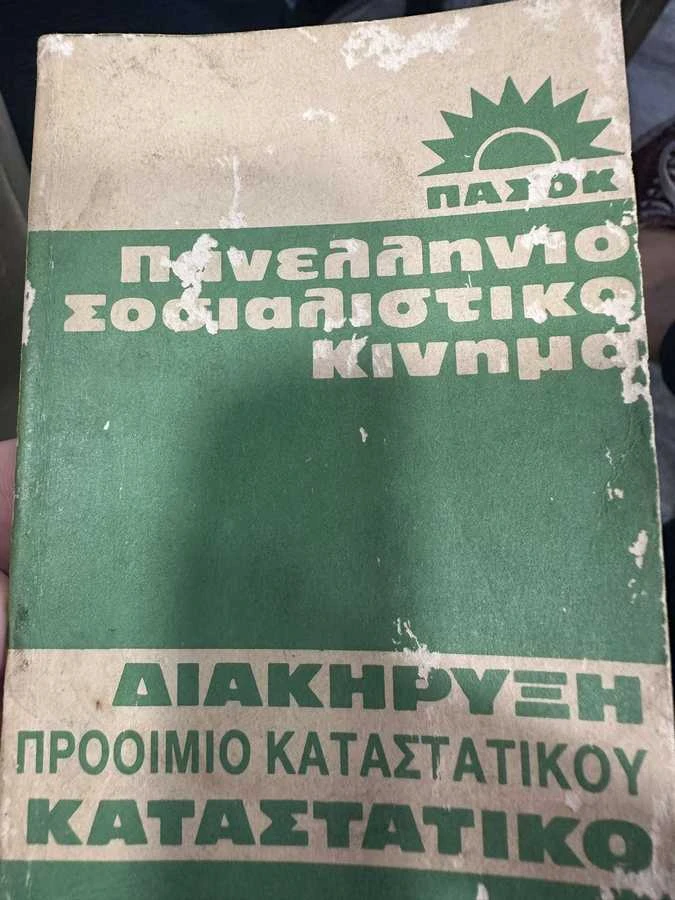 ΠΑΣΟΚ
Πανελληνιο
Σοσιαλιστικο
Κινημα
ΔΙΑΚΗΡΥΞΗ
ΠΡΟΟΙΜΙΟ ΚΑΤΑΣΤΑΤΙΚΟΥ
ΚΑΤΑΣΤΑΤΙΚΟ